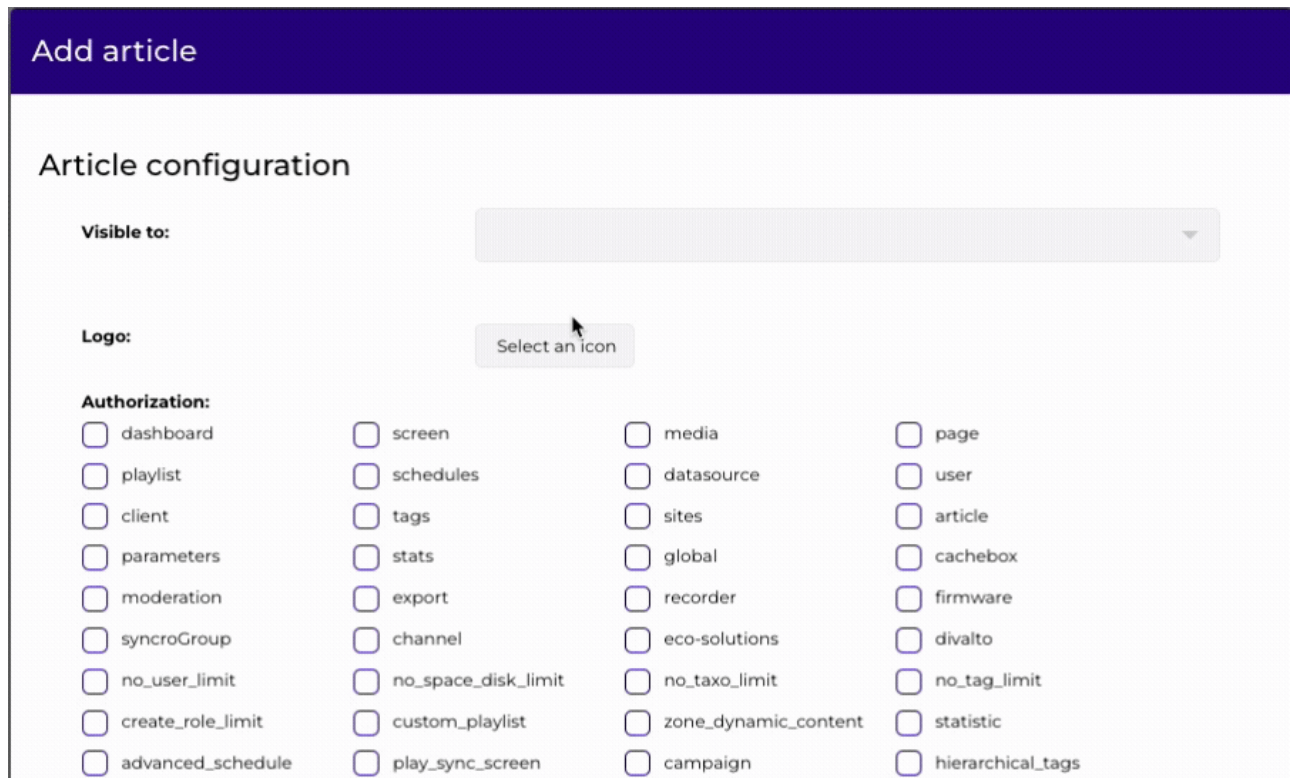 Add article
Article configuration
Visible to:
Logo:
Select an icon
Authorization:
dashboard screen media page
playlist schedules datasource user
client tags sites article
parameters stats global cachebox
moderation export recorder firmware
syncroGroup channel eco-solutions divalto
no_user_limit no_space_disk_limit no_taxo_limit no_tag_limit
create_role_limit custom_playlist zone_dynamic_content statistic
advanced_schedule play_sync_screen campaign hierarchical_tags